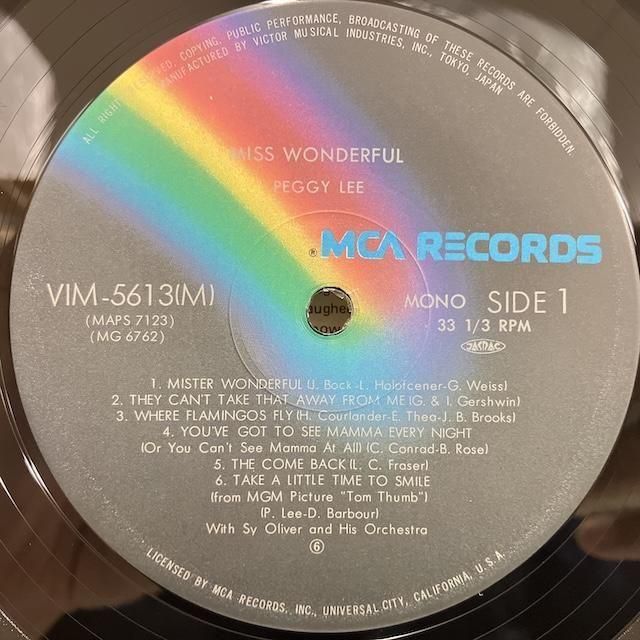 ALL RIGHTS RESERVED. COPYING, PUBLIC PERFORMANCE, BROADCASTING OF THESE RECORDS ARE FORBIDDEN.
MANUFACTURED BY VICTOR MUSICAL INDUSTRIES, INC., TOKYO, JAPAN
MISS WONDERFUL
PEGGY LEE
® MCA RECORDS
VIM-5613(M)
(MAPS 7123)
(MG 6762)
MONO SIDE 1
33 1/3 RPM
JASRAC
1. MISTER WONDERFUL (J. Bock-L. Holofcener-G. Weiss)
2. THEY CAN'T TAKE THAT AWAY FROM ME (G. & I. Gershwin)
3. WHERE FLAMINGOS FLY (H. Courlander-E. Thea-J. B. Brooks)
4. YOU'VE GOT TO SEE MAMMA EVERY NIGHT
(Or You Can't See Mamma At All) (C. Conrad-B. Rose)
5. THE COME BACK (L. C. Fraser)
6. TAKE A LITTLE TIME TO SMILE
(from MGM Picture "Tom Thumb")
(P. Lee-D. Barbour)
With Sy Oliver and His Orchestra
⑥
LICENSED BY MCA RECORDS, INC., UNIVERSAL CITY, CALIFORNIA, U.S.A.